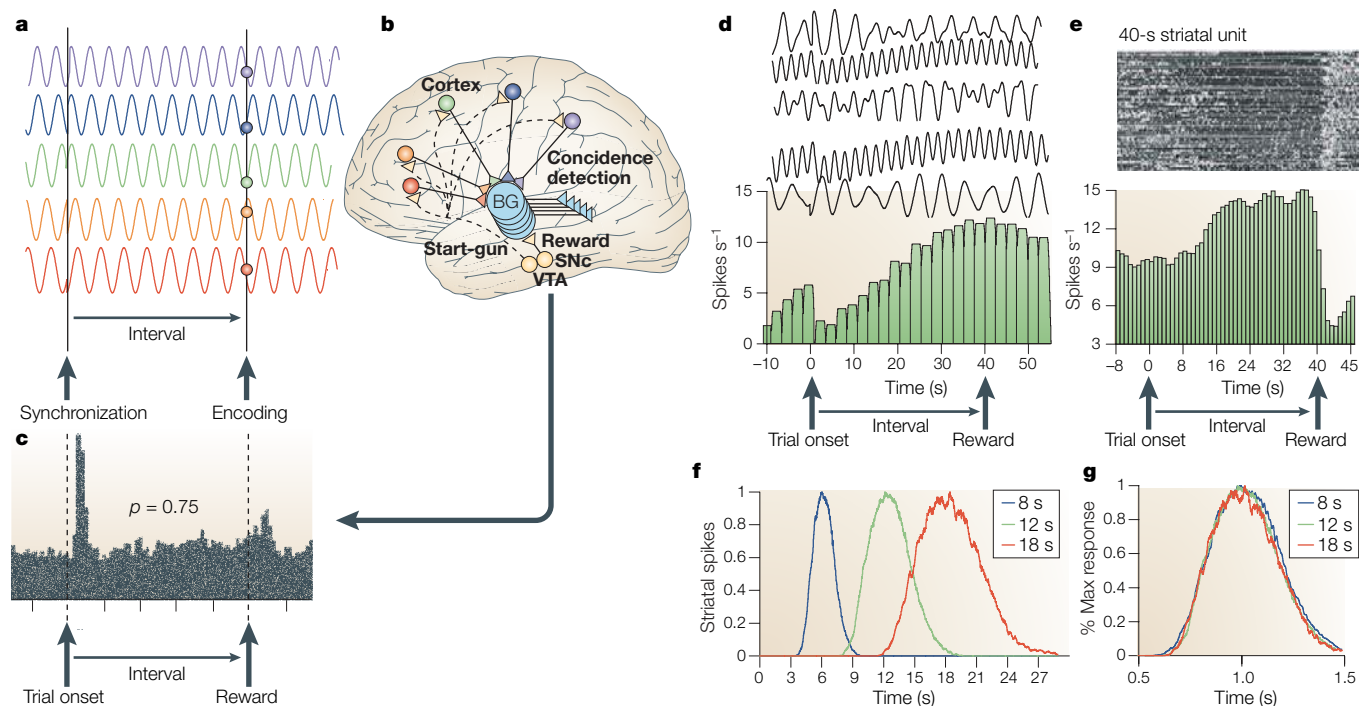 a
Interval
Synchronization
Encoding
b
Cortex
Concidence
detection
BG
Start-gun
Reward
SNc
VTA
c
p = 0.75
Interval
Trial onset
Reward
d
15
10
5
0
Spikes s⁻¹
–10 0 10 20 30 40 50
Time (s)
Interval
Trial onset
Reward
e
40-s striatal unit
15
12
9
6
3
Spikes s⁻¹
–8 0 8 16 24 32 40 45
Time (s)
Interval
Trial onset
Reward
f
1
0.8
0.6
0.4
0.2
0
Striatal spikes
8 s
12 s
18 s
0 3 6 9 12 15 18 21 24 27
Time (s)
g
1
0.8
0.6
0.4
0.2
0
% Max response
8 s
12 s
18 s
0.5 1.0 1.5
Time (s)